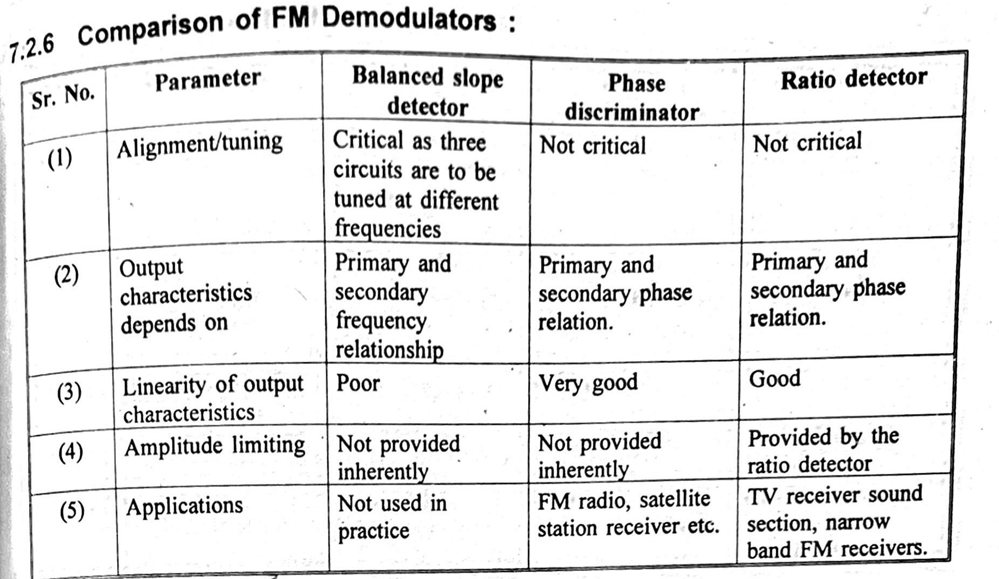 7.2.6 Comparison of FM Demodulators :
Sr. No.
Parameter
Balanced slope
detector
Phase
discriminator
Ratio detector
(1)
Alignment/tuning
Critical as three
circuits are to be
tuned at different
frequencies
Not critical
Not critical
(2)
Output
characteristics
depends on
Primary and
secondary
frequency
relationship
Primary and
secondary phase
relation.
Primary and
secondary phase
relation.
(3)
Linearity of output
characteristics
Poor
Very good
Good
(4)
Amplitude limiting
Not provided
inherently
Not provided
inherently
Provided by the
ratio detector
(5)
Applications
Not used in
practice
FM radio, satellite
station receiver etc.
TV receiver sound
section, narrow
band FM receivers.